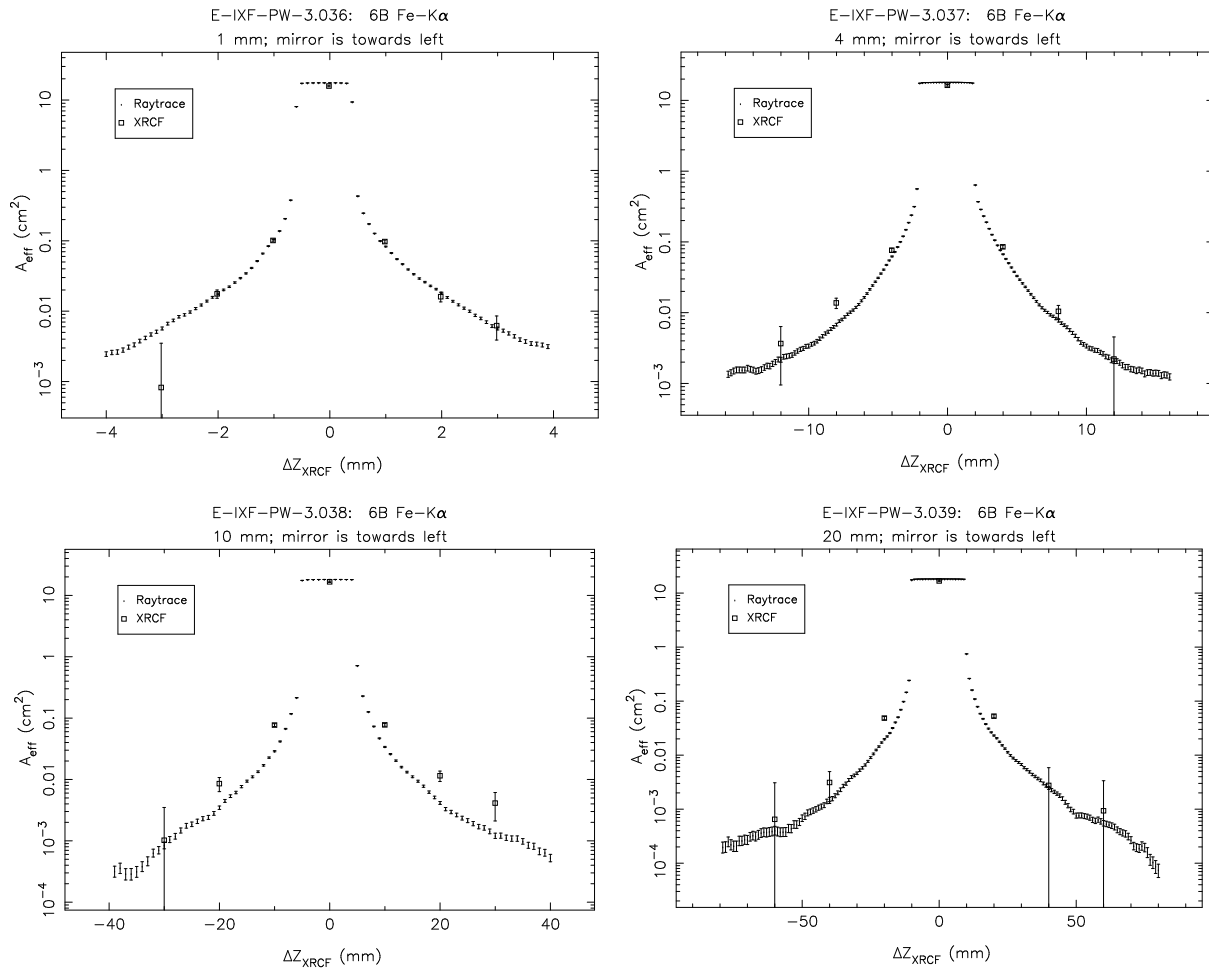 E-IXF-PW-3.036: 6B Fe-Kα
1 mm; mirror is towards left
Raytrace
XRCF
A_eff (cm²)
10
1
0.1
0.01
10⁻³
−4 −2 0 2 4
ΔZ_XRCF (mm)
E-IXF-PW-3.037: 6B Fe-Kα
4 mm; mirror is towards left
Raytrace
XRCF
A_eff (cm²)
10
1
0.1
0.01
10⁻³
−10 0 10
ΔZ_XRCF (mm)
E-IXF-PW-3.038: 6B Fe-Kα
10 mm; mirror is towards left
Raytrace
XRCF
A_eff (cm²)
10
1
0.1
0.01
10⁻³
10⁻⁴
−40 −20 0 20 40
ΔZ_XRCF (mm)
E-IXF-PW-3.039: 6B Fe-Kα
20 mm; mirror is towards left
Raytrace
XRCF
A_eff (cm²)
10
1
0.1
0.01
10⁻³
10⁻⁴
−50 0 50
ΔZ_XRCF (mm)